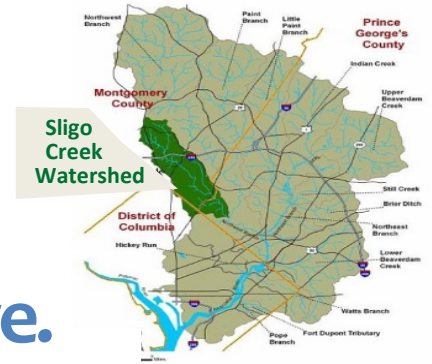 Northwest
Branch
Paint
Branch
Little
Paint
Branch
Prince
George's
County
Indian Creek
Montgomery
County
Upper
Beaverdam
Creek
Sligo
Creek
Watershed
Still Creek
Brier Ditch
District of
Columbia
Northeast
Branch
Hickey Run
Lower
Beaverdam
Creek
Watts Branch
Fort Dupont Tributary
Pope
Branch
Miles
e.